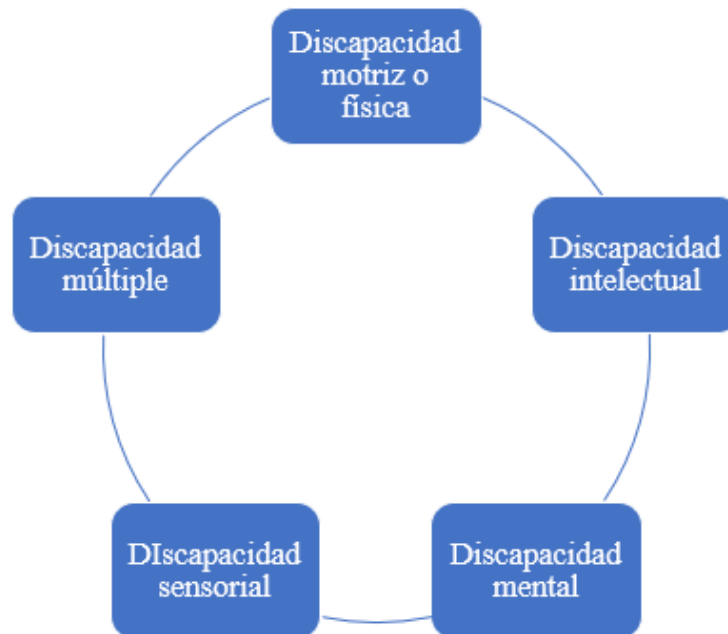 Discapacidad
motriz o
física
Discapacidad
intelectual
Discapacidad
mental
DIscapacidad
sensorial
Discapacidad
múltiple